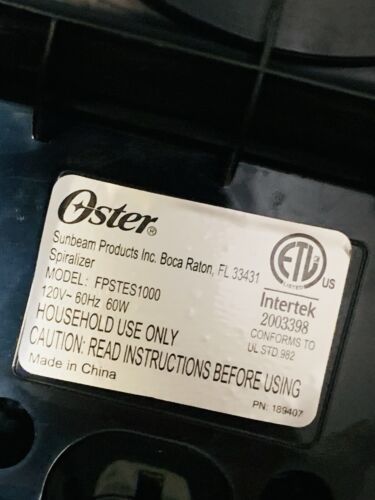 Oster®
Sunbeam Products Inc. Boca Raton, FL 33431
Spiralizer
MODEL: FPSTES1000
120V~ 60Hz 60W
HOUSEHOLD USE ONLY
CAUTION: READ INSTRUCTIONS BEFORE USING
Made in China
ETL
LISTED
US
Intertek
2003398
CONFORMS TO
UL STD.982
PN: 189407